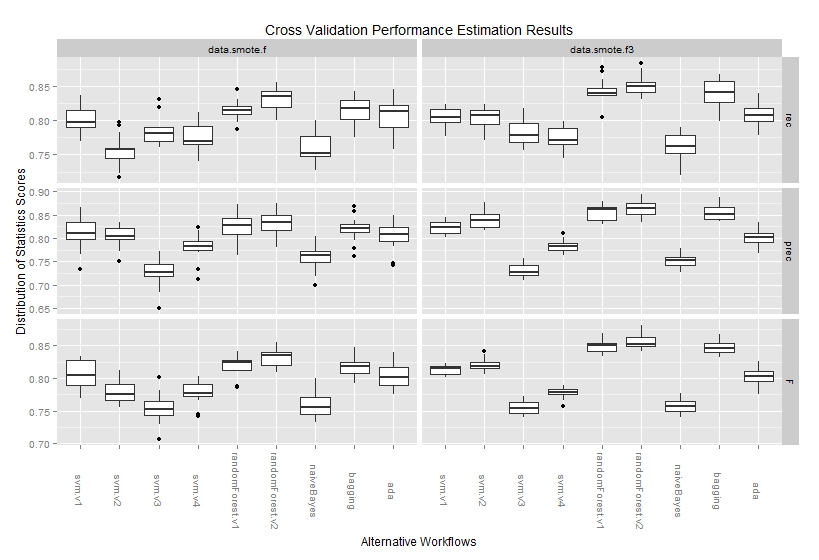 Cross Validation Performance Estimation Results
data.smote.f
data.smote.f3
0.85
0.80
0.75
rec
0.90
0.85
0.80
0.75
0.70
0.65
prec
0.85
0.80
0.75
0.70
F
Distribution of Statistics Scores
svm.v1
svm.v2
svm.v3
svm.v4
randomForest.v1
randomForest.v2
naiveBayes
bagging
ada
svm.v1
svm.v2
svm.v3
svm.v4
randomForest.v1
randomForest.v2
naiveBayes
bagging
ada
Alternative Workflows